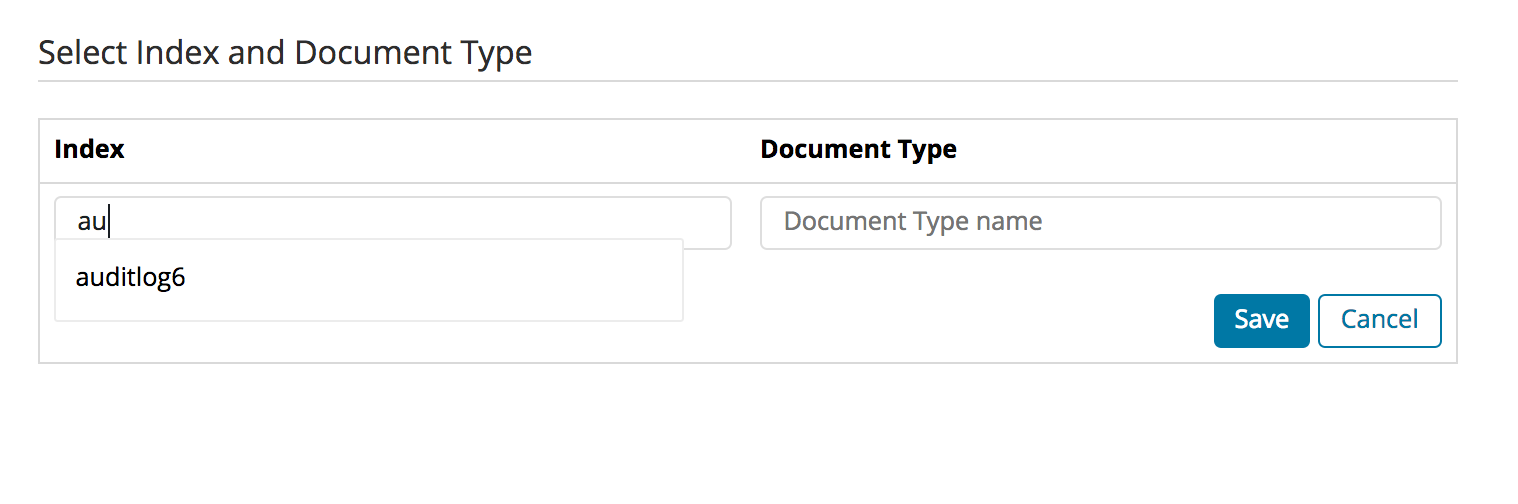 Select Index and Document Type
Index Document Type
au Document Type name
auditlog6
Save Cancel